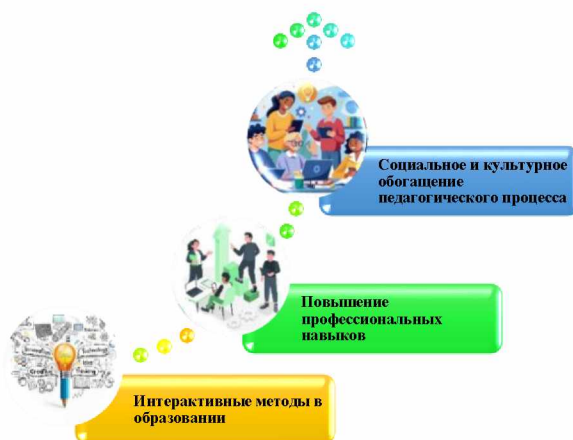 Социальное и культурное
обогащение
педагогического процесса
Повышение
профессиональных
навыков
Интерактивные методы в
образовании